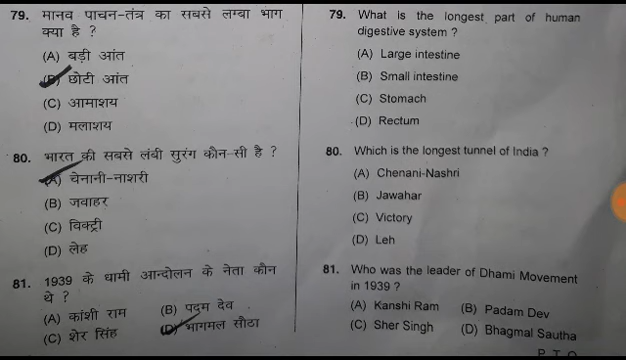 79. मानव पाचन-तंत्र का सबसे लम्बा भाग
क्या है ?
(A) बड़ी आंत
(B) छोटी आंत
(C) आमाशय
(D) मलाशय
80. भारत की सबसे लंबी सुरंग कौन-सी है ?
(A) चेनानी-नाशरी
(B) जवाहर
(C) विक्ट्री
(D) लेह
81. 1939 के धामी आन्दोलन के नेता कौन
थे ?
(A) कांशी राम (B) पदुम देव
(C) शेर सिंह (D) भागमल सौठा
79. What is the longest part of human
digestive system ?
(A) Large intestine
(B) Small intestine
(C) Stomach
(D) Rectum
80. Which is the longest tunnel of India ?
(A) Chenani-Nashri
(B) Jawahar
(C) Victory
(D) Leh
81. Who was the leader of Dhami Movement
in 1939 ?
(A) Kanshi Ram (B) Padam Dev
(C) Sher Singh (D) Bhagmal Sautha
P.T.O.